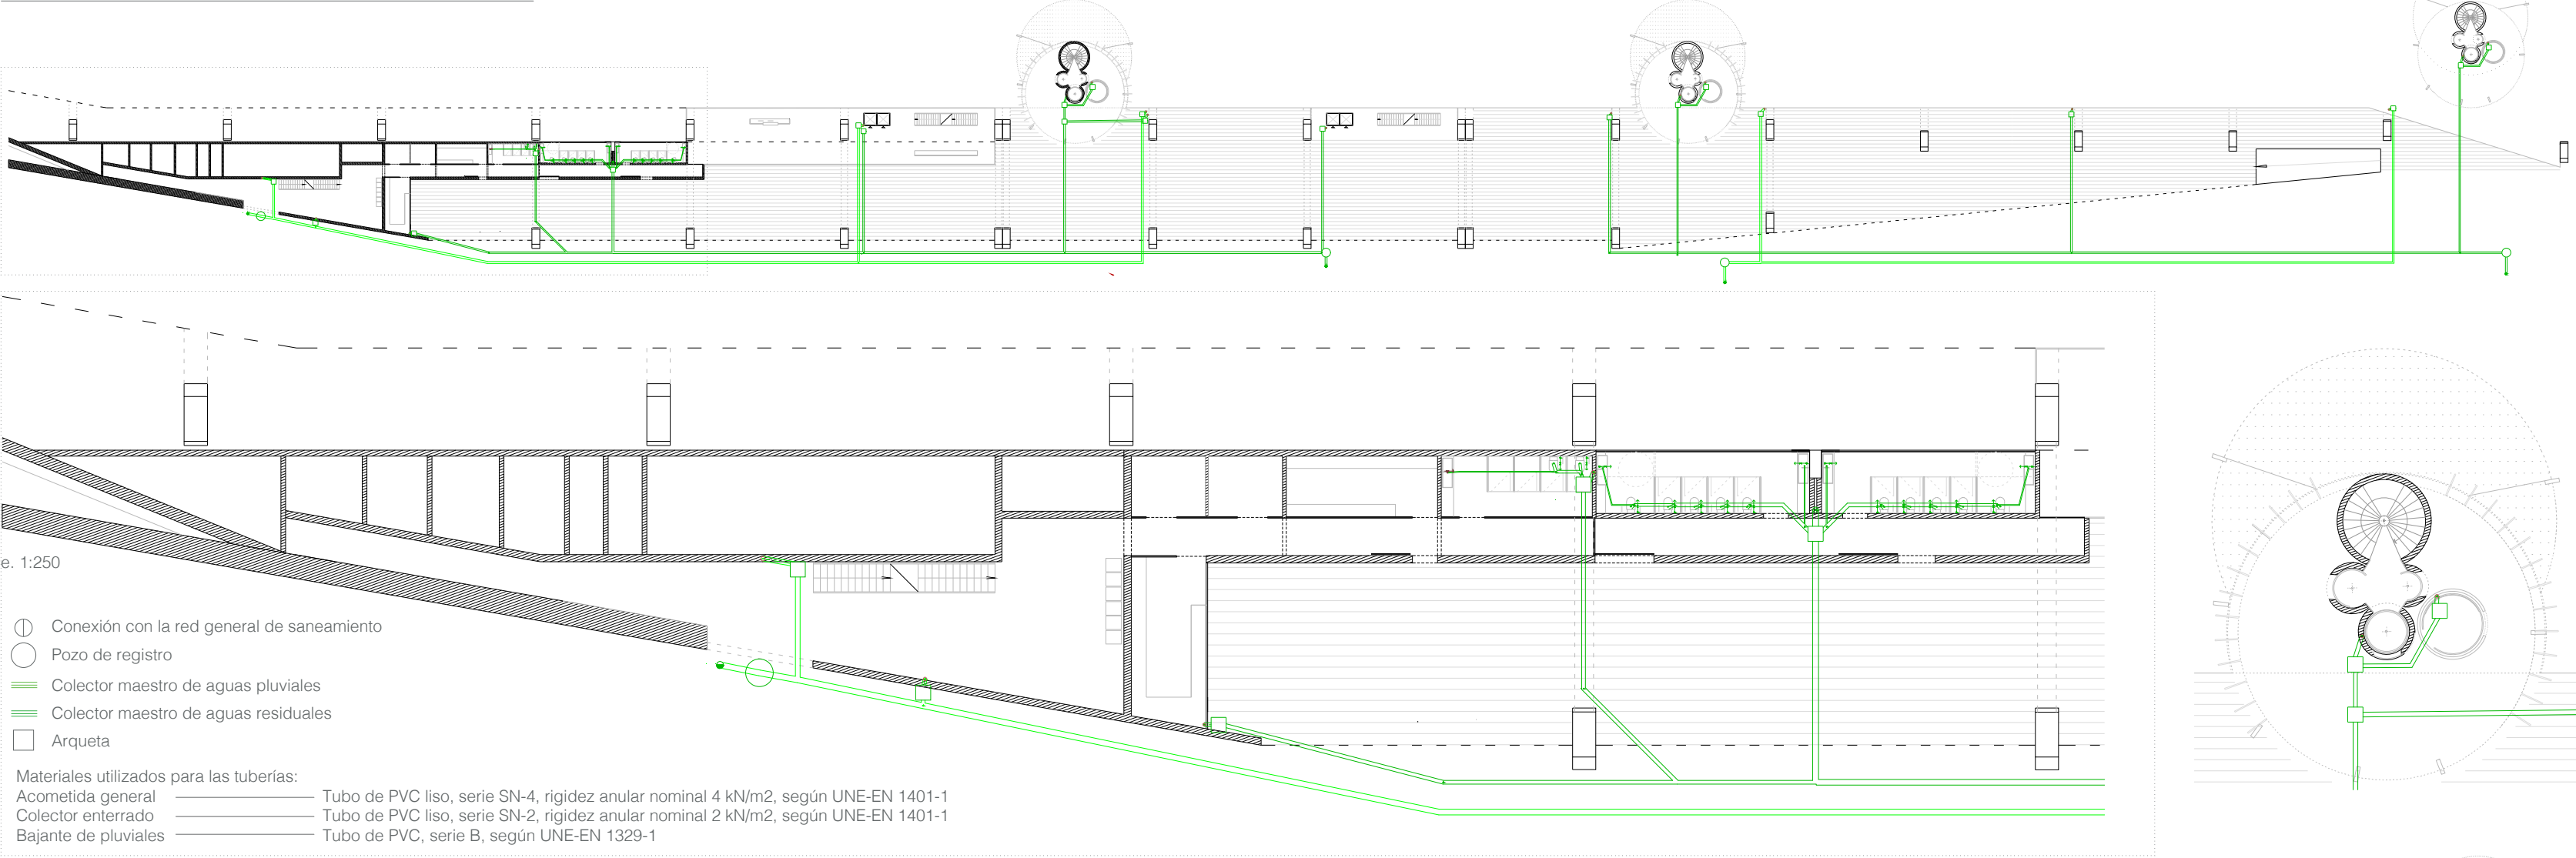 e. 1:250
Conexión con la red general de saneamiento
Pozo de registro
Colector maestro de aguas pluviales
Colector maestro de aguas residuales
Arqueta
Materiales utilizados para las tuberías:
Acometida general Tubo de PVC liso, serie SN-4, rigidez anular nominal 4 kN/m2, según UNE-EN 1401-1
Colector enterrado Tubo de PVC liso, serie SN-2, rigidez anular nominal 2 kN/m2, según UNE-EN 1401-1
Bajante de pluviales Tubo de PVC, serie B, según UNE-EN 1329-1